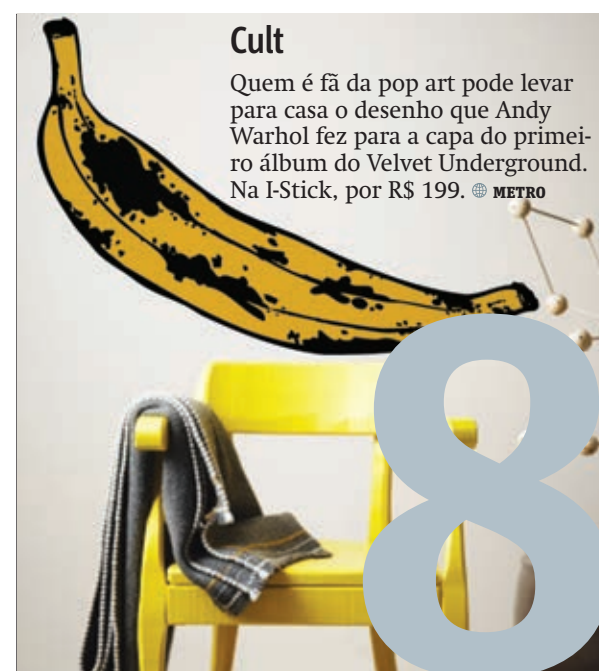 Cult
Quem é fã da pop art pode levar
para casa o desenho que Andy
Warhol fez para a capa do primei-
ro álbum do Velvet Underground.
Na I-Stick, por R$ 199. METRO
8